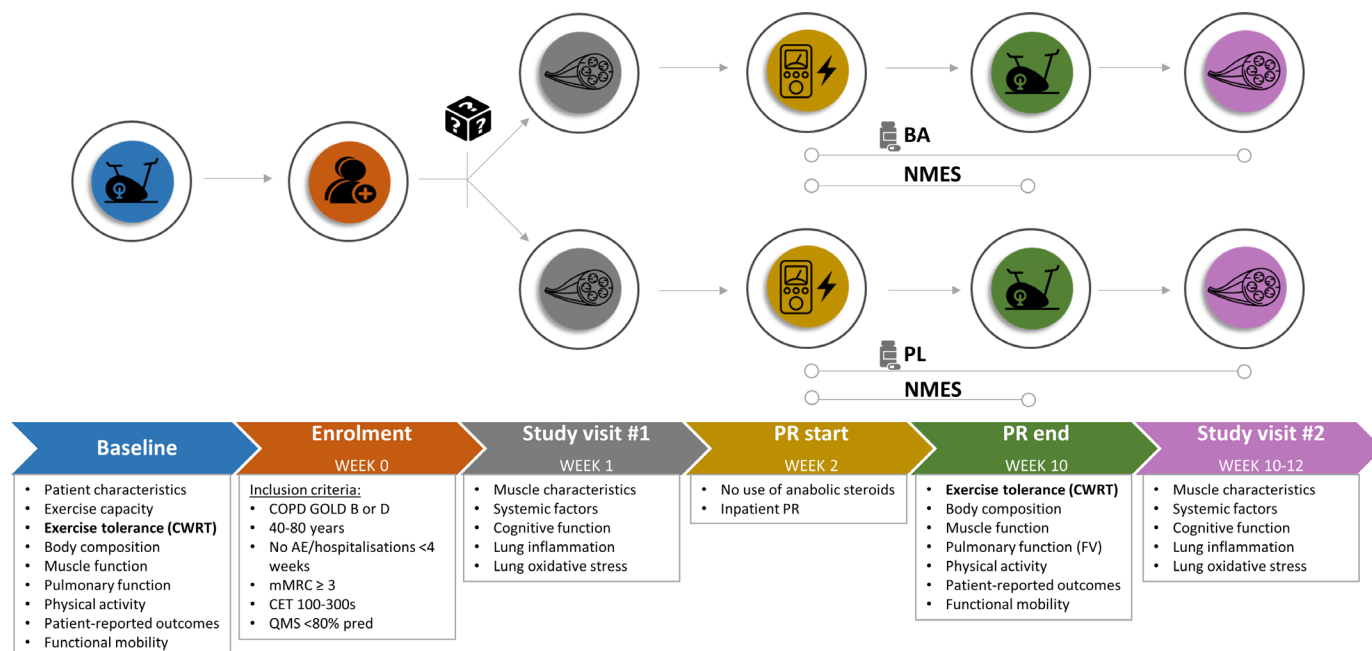 ? ? ?
BA
NMES
PL
NMES
Baseline
• Patient characteristics
• Exercise capacity
• Exercise tolerance (CWRT)
• Body composition
• Muscle function
• Pulmonary function
• Physical activity
• Patient-reported outcomes
• Functional mobility
Enrolment
WEEK 0
Inclusion criteria:
• COPD GOLD B or D
• 40-80 years
• No AE/hospitalisations <4
weeks
• mMRC ≥ 3
• CET 100-300s
• QMS <80% pred
Study visit #1
WEEK 1
• Muscle characteristics
• Systemic factors
• Cognitive function
• Lung inflammation
• Lung oxidative stress
PR start
WEEK 2
• No use of anabolic steroids
• Inpatient PR
PR end
WEEK 10
• Exercise tolerance (CWRT)
• Body composition
• Muscle function
• Pulmonary function (FV)
• Physical activity
• Patient-reported outcomes
• Functional mobility
Study visit #2
WEEK 10-12
• Muscle characteristics
• Systemic factors
• Cognitive function
• Lung inflammation
• Lung oxidative stress